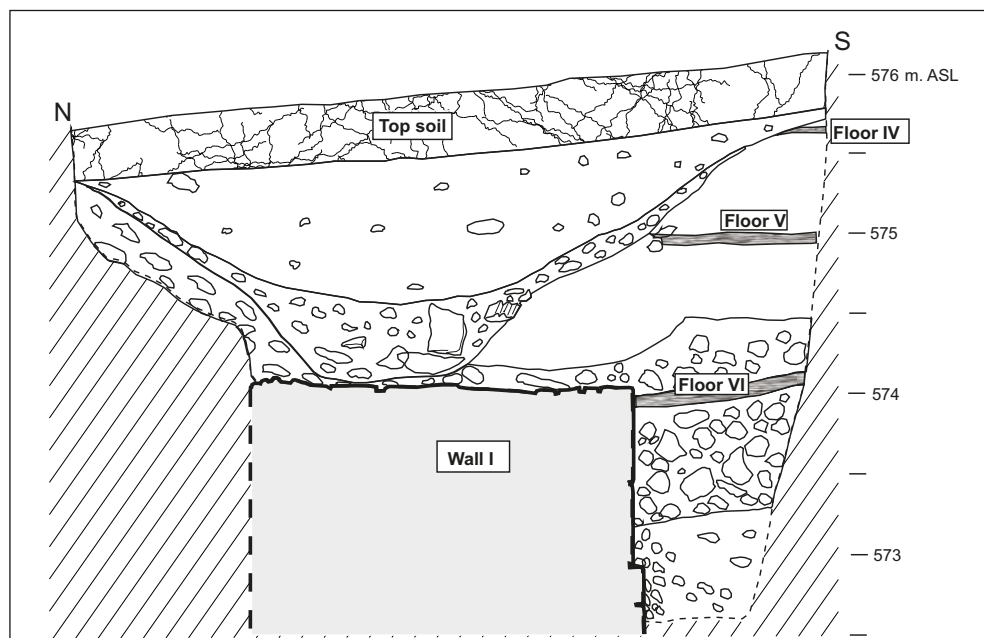 S
576 m. ASL
N
Top soil
Floor IV
Floor V
575
Floor VI
574
Wall I
573